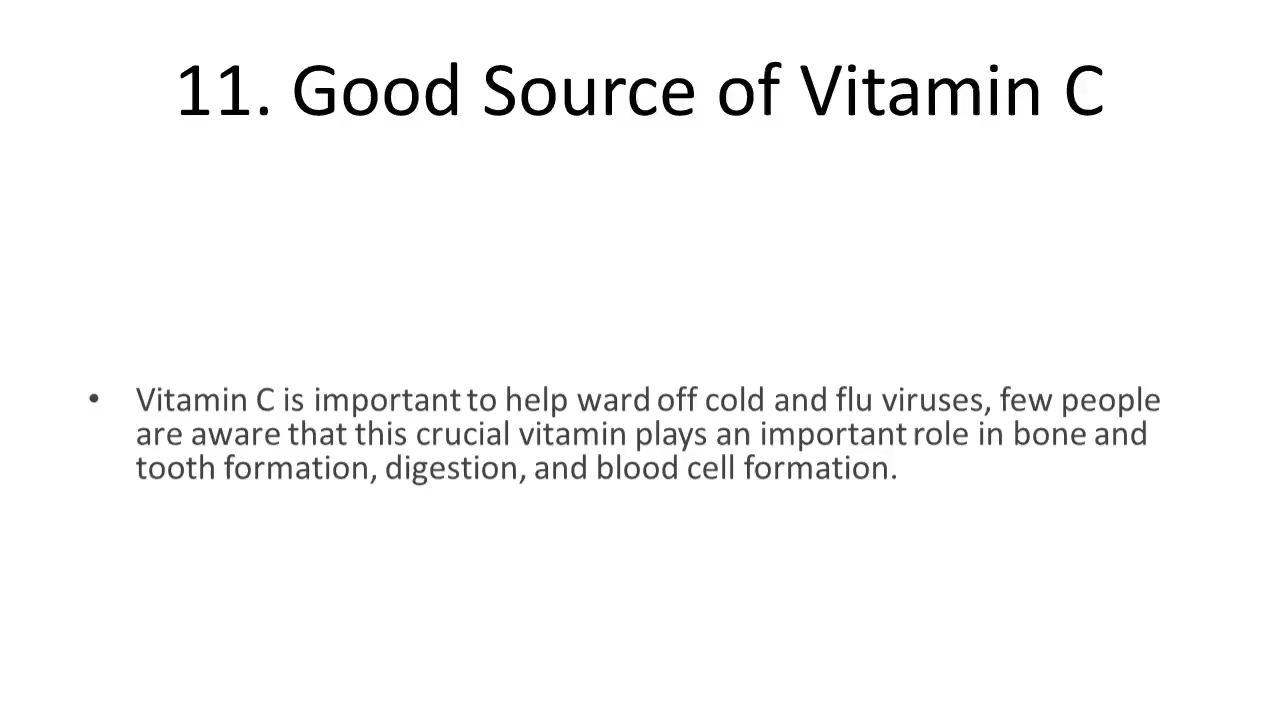 11. Good Source of Vitamin C
• Vitamin C is important to help ward off cold and flu viruses, few people
are aware that this crucial vitamin plays an important role in bone and
tooth formation, digestion, and blood cell formation.